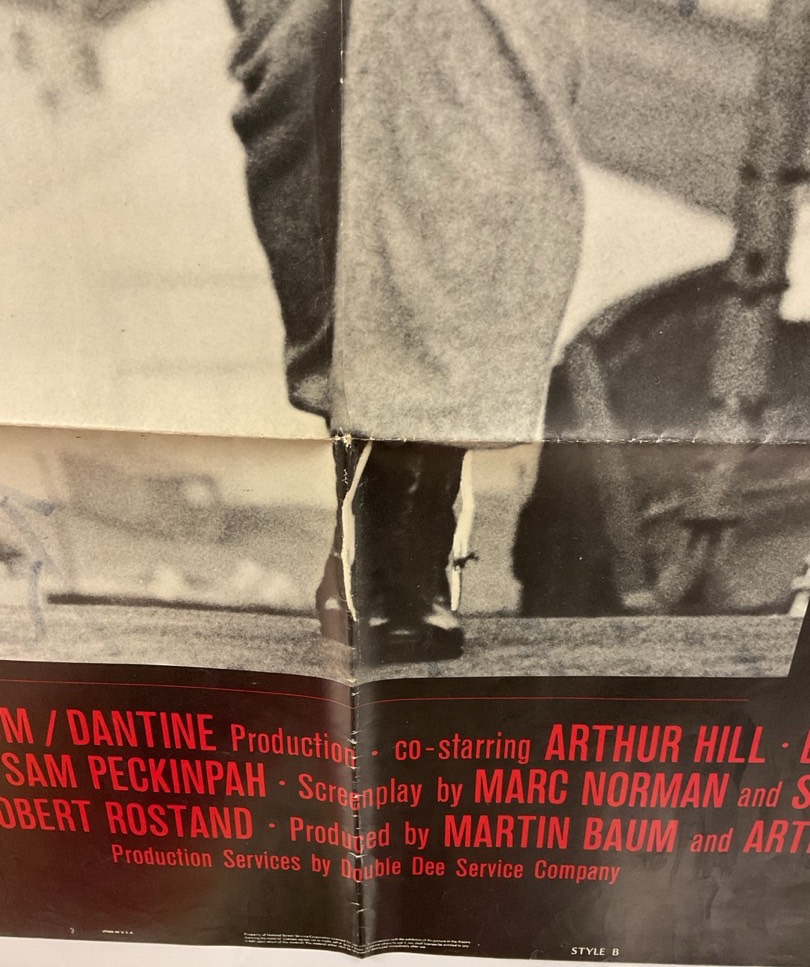 M / DANTINE Production · co-starring ARTHUR HILL ·
SAM PECKINPAH · Screenplay by MARC NORMAN and S
OBERT ROSTAND · Produced by MARTIN BAUM and ART
Production Services by Double Dee Service Company
STYLE B